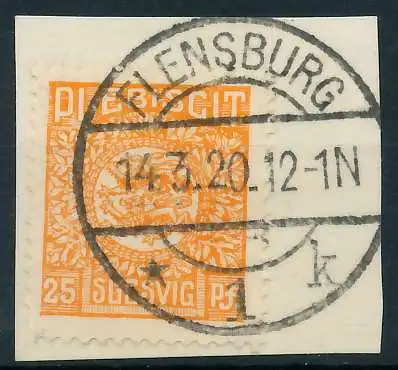 FLENSBURG
PLEBISCIT
14.3.20.12-1N
25 SLESVIG PF.
* 1 k